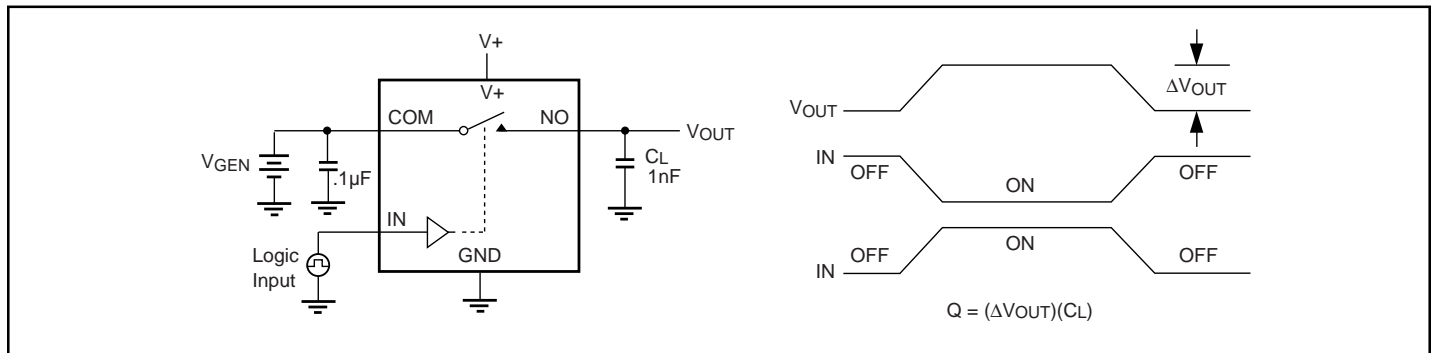 V+
V+
COM
NO
VOUT
VGEN
.1µF
CL
1nF
IN
Logic
Input
GND
VOUT
ΔVOUT
IN
OFF
ON
OFF
IN
OFF
ON
OFF
Q = (ΔVOUT)(CL)